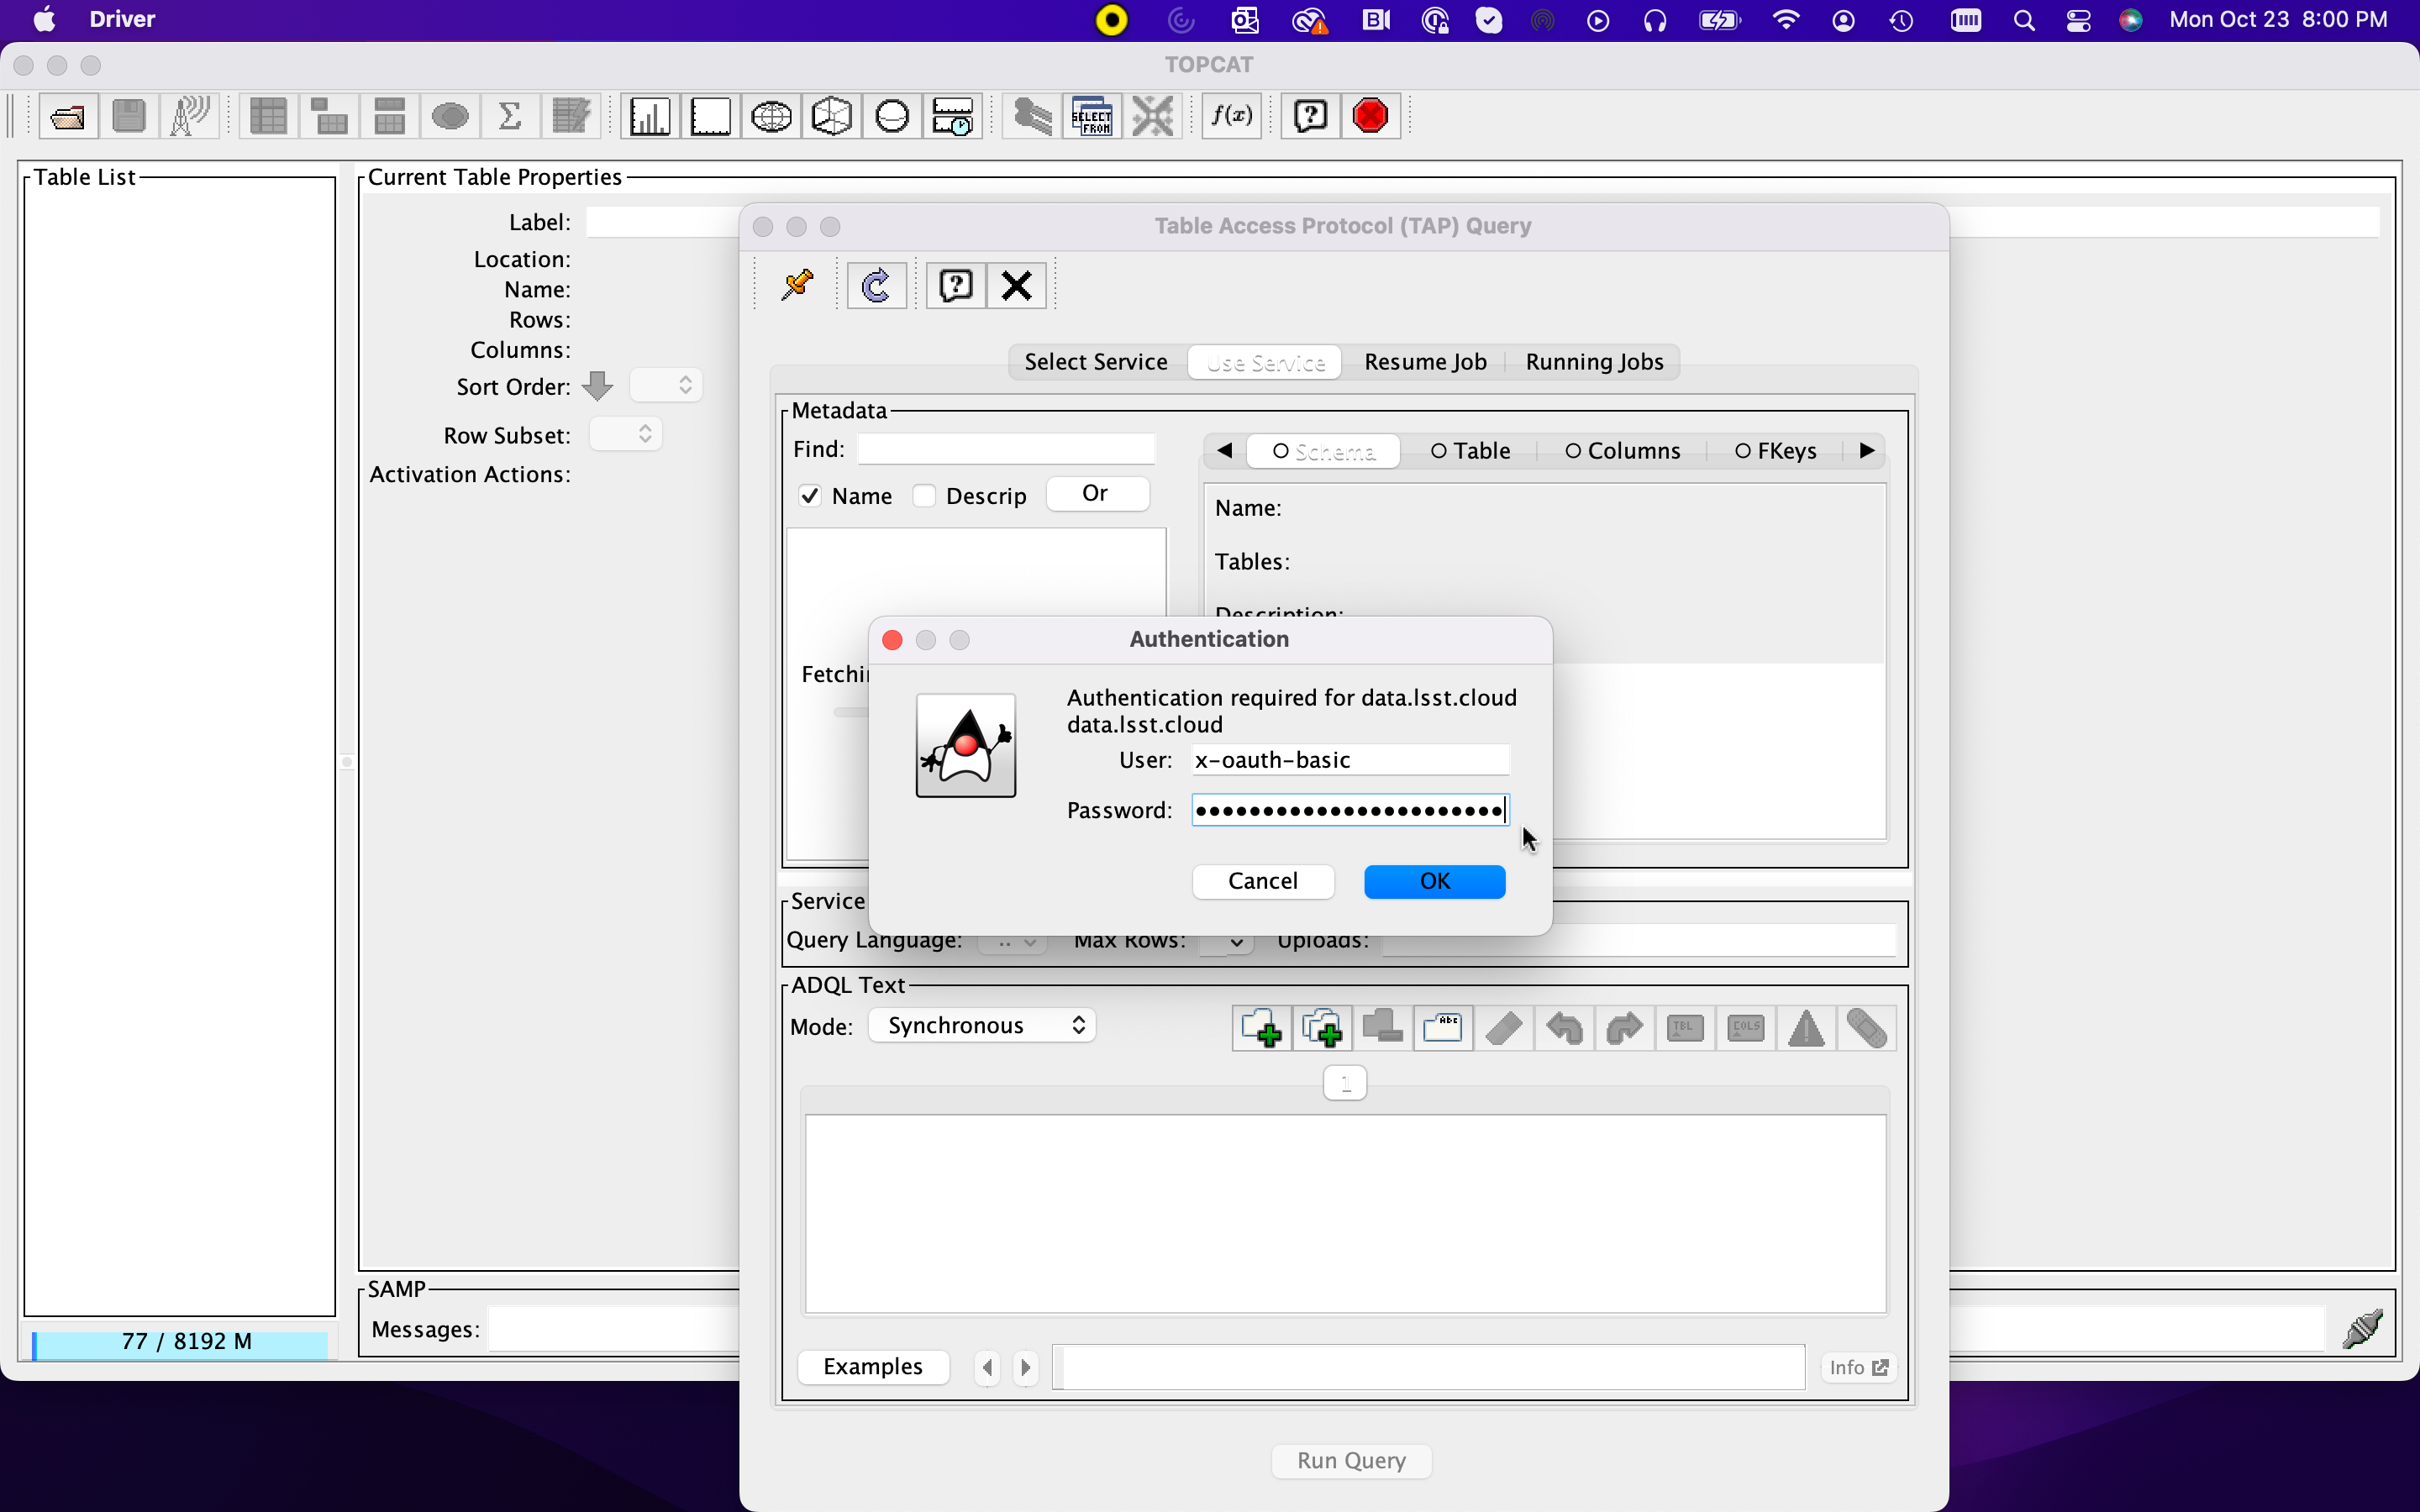 Driver
Mon Oct 23 8:00 PM
TOPCAT
SELECT
FROM
f(x)
Table List
Current Table Properties
Label:
Location:
Name:
Rows:
Columns:
Sort Order:
Row Subset:
Activation Actions:
Table Access Protocol (TAP) Query
Select Service
Use Service
Resume Job
Running Jobs
Metadata
Find:
Name
Descrip
Or
Schema
Table
Columns
FKeys
Name:
Tables:
Description:
Fetchi
Authentication
Authentication required for data.lsst.cloud
data.lsst.cloud
User: x-oauth-basic
Password:
Cancel
OK
Service
Query Language:
Max Rows:
Uploads:
ADQL Text
Mode: Synchronous
Abc
TBL
COLS
1
Examples
Info
Run Query
SAMP
Messages:
77 / 8192 M